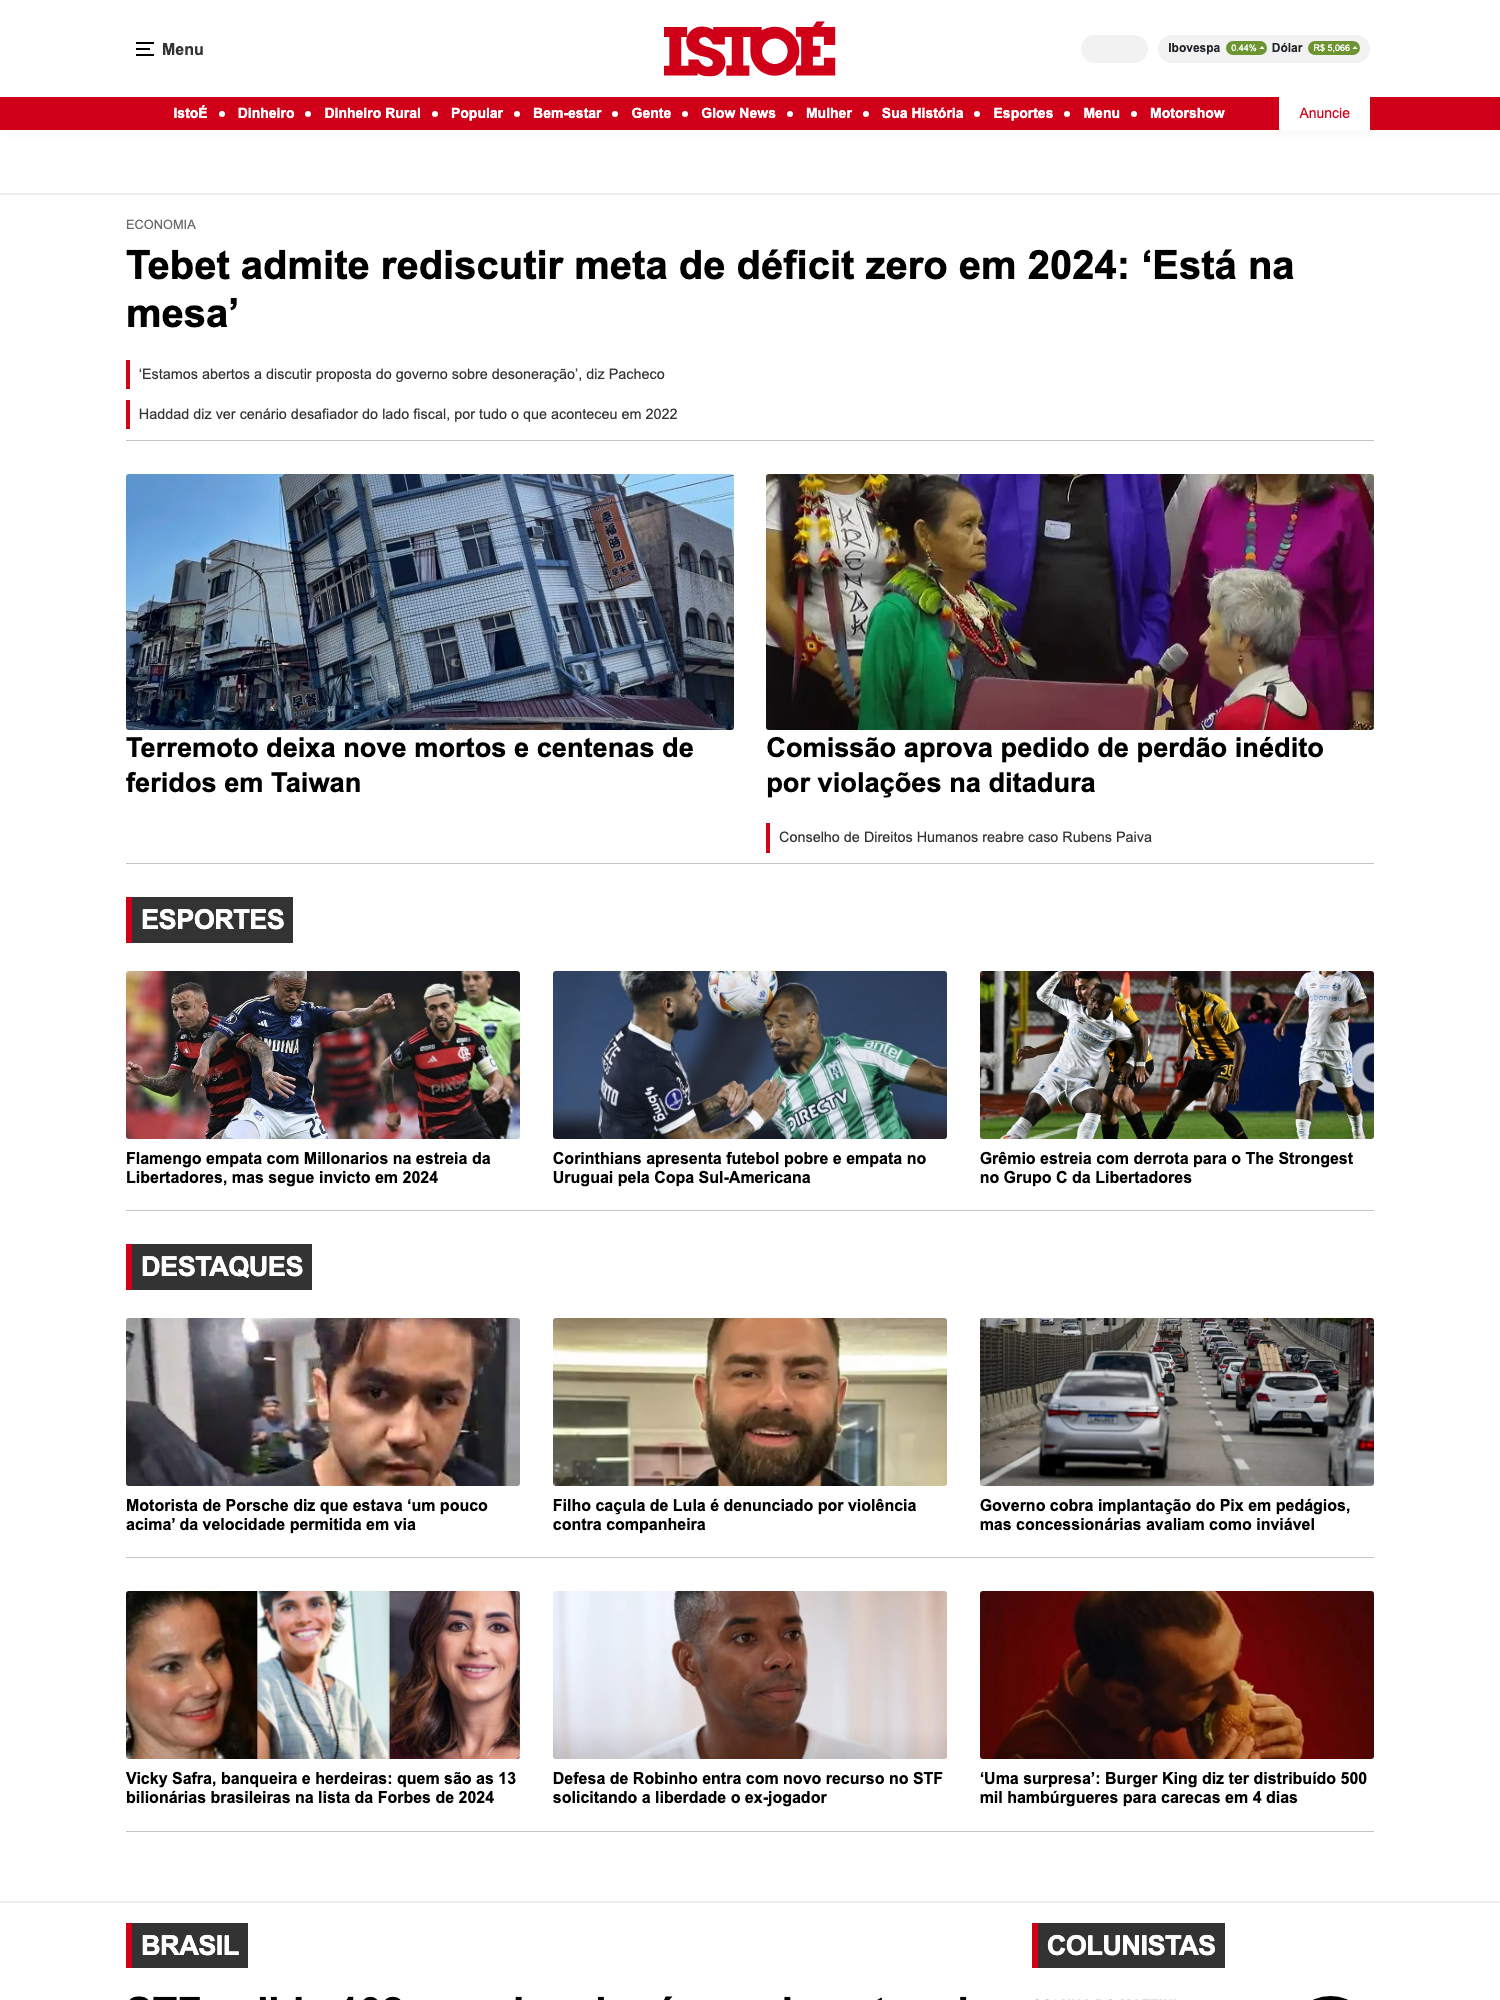 Menu
ISTOÉ
Ibovespa 0.44% Dólar R$ 5,066
IstoÉ • Dinheiro • Dinheiro Rural • Popular • Bem-estar • Gente • Glow News • Mulher • Sua História • Esportes • Menu • Motorshow
Anuncie
ECONOMIA
Tebet admite rediscutir meta de déficit zero em 2024: ‘Está na
mesa’
‘Estamos abertos a discutir proposta do governo sobre desoneração’, diz Pacheco
Haddad diz ver cenário desafiador do lado fiscal, por tudo o que aconteceu em 2022
KRENAK
Terremoto deixa nove mortos e centenas de
feridos em Taiwan
Comissão aprova pedido de perdão inédito
por violações na ditadura
Conselho de Direitos Humanos reabre caso Rubens Paiva
ESPORTES
antel
DIRECTV
30
Flamengo empata com Millonarios na estreia da
Libertadores, mas segue invicto em 2024
Corinthians apresenta futebol pobre e empata no
Uruguai pela Copa Sul-Americana
Grêmio estreia com derrota para o The Strongest
no Grupo C da Libertadores
DESTAQUES
Motorista de Porsche diz que estava ‘um pouco
acima’ da velocidade permitida em via
Filho caçula de Lula é denunciado por violência
contra companheira
Governo cobra implantação do Pix em pedágios,
mas concessionárias avaliam como inviável
Vicky Safra, banqueira e herdeiras: quem são as 13
bilionárias brasileiras na lista da Forbes de 2024
Defesa de Robinho entra com novo recurso no STF
solicitando a liberdade o ex-jogador
‘Uma surpresa’: Burger King diz ter distribuído 500
mil hambúrgueres para carecas em 4 dias
BRASIL
COLUNISTAS